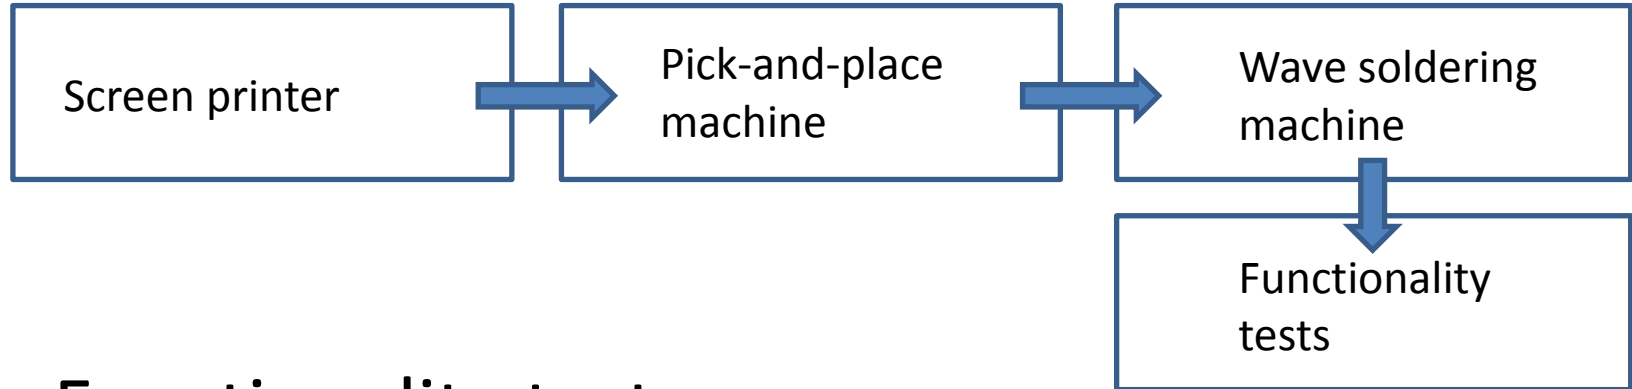 Screen printer
Pick-and-place
machine
Wave soldering
machine
Functionality
tests